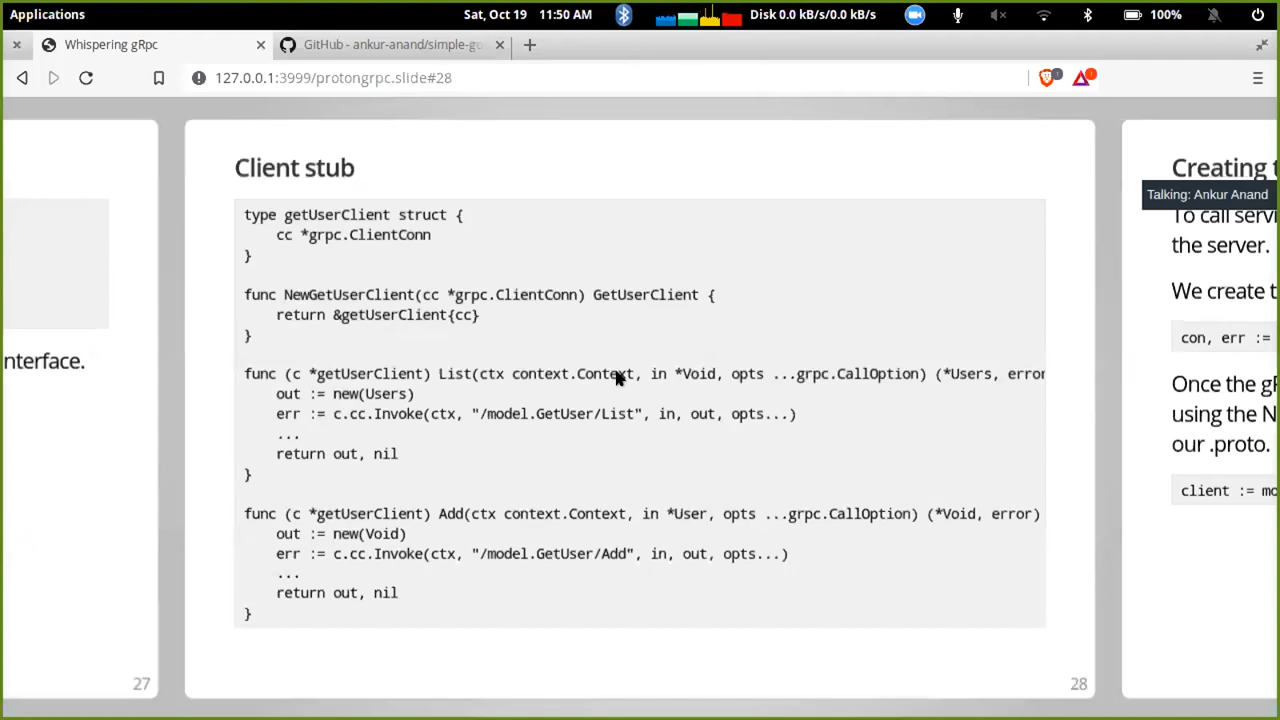 Applications
Sat, Oct 19 11:50 AM
Disk 0.0 kB/s/0.0 kB/s
100%
Whispering gRpc
GitHub - ankur-anand/simple-go
127.0.0.1:3999/protongrpc.slide#28
nterface.
27
Client stub
type getUserClient struct {
cc *grpc.ClientConn
}
func NewGetUserClient(cc *grpc.ClientConn) GetUserClient {
return &getUserClient{cc}
}
func (c *getUserClient) List(ctx context.Context, in *Void, opts ...grpc.CallOption) (*Users, error
out := new(Users)
err := c.cc.Invoke(ctx, "/model.GetUser/List", in, out, opts...)
...
return out, nil
}
func (c *getUserClient) Add(ctx context.Context, in *User, opts ...grpc.CallOption) (*Void, error)
out := new(Void)
err := c.cc.Invoke(ctx, "/model.GetUser/Add", in, out, opts...)
...
return out, nil
}
28
Creating
Talking: Ankur Anand
To call servi
the server.
We create t
con, err :=
Once the gR
using the N
our .proto.
client := mo